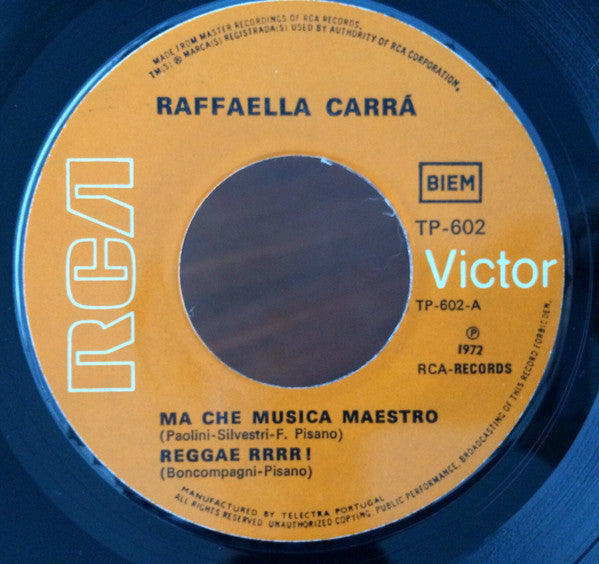 MADE FROM MASTER RECORDINGS OF RCA RECORDS.
TM(S) ® MARCA(S) REGISTRADA(S) USED BY AUTHORITY OF RCA CORPORATION.
RAFFAELLA CARRÁ
RCA
BIEM
TP-602
Victor
TP-602-A
℗
1972
RCA-RECORDS
MA CHE MUSICA MAESTRO
(Paolini-Silvestri-F. Pisano)
REGGAE RRRR!
(Boncompagni-Pisano)
MANUFACTURED BY TELECTRA PORTUGAL
ALL RIGHTS RESERVED UNAUTHORIZED COPYING, PUBLIC PERFORMANCE, BROADCASTING OF THIS RECORD FORBIDDEN.